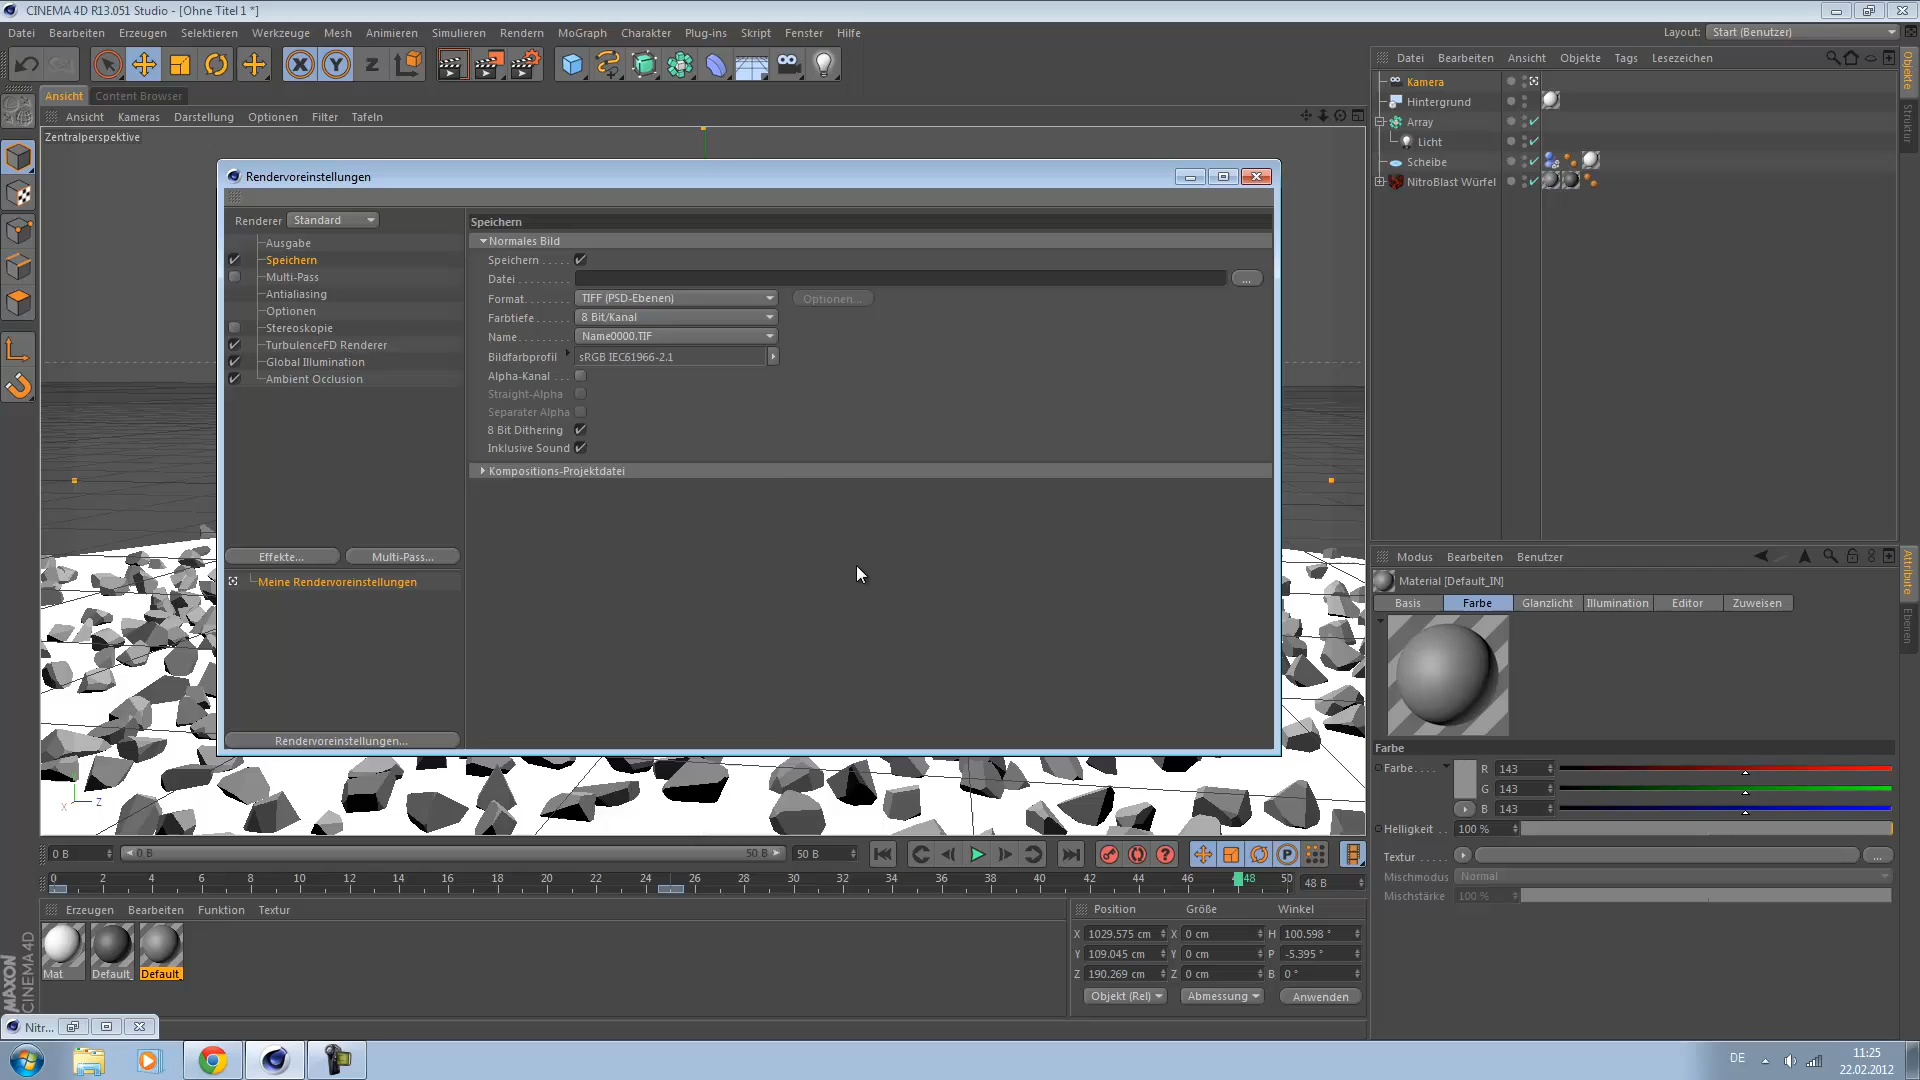 CINEMA 4D R13.051 Studio - [Ohne Titel 1 *]
Datei Bearbeiten Erzeugen Selektieren Werkzeuge Mesh Animieren Simulieren Rendern MoGraph Charakter Plug-ins Skript Fenster Hilfe
Layout: Start (Benutzer)
Ansicht Content Browser
Ansicht Kameras Darstellung Optionen Filter Tafeln
Zentralperspektive
Rendervoreinstellungen
Renderer Standard
Ausgabe
Speichern
Multi-Pass
Antialiasing
Optionen
Stereoskopie
TurbulenceFD Renderer
Global Illumination
Ambient Occlusion
Effekte... Multi-Pass...
Meine Rendervoreinstellungen
Rendervoreinstellungen...
Speichern
Normales Bild
Speichern . . . . .
Datei . . . . . . . . . ...
Format. . . . . . . . TIFF (PSD-Ebenen) Optionen...
Farbtiefe . . . . . . 8 Bit/Kanal
Name. . . . . . . . . Name0000.TIF
Bildfarbprofil sRGB IEC61966-2.1
Alpha-Kanal . . .
Straight-Alpha
Separater Alpha
8 Bit Dithering
Inklusive Sound
Kompositions-Projektdatei
Datei Bearbeiten Ansicht Objekte Tags Lesezeichen
Kamera
Hintergrund
Array
Licht
Scheibe
NitroBlast Würfel
Objekte
Struktur
Modus Bearbeiten Benutzer
Material [Default_IN]
Basis Farbe Glanzlicht Illumination Editor Zuweisen
Farbe
Farbe. . . . R 143
G 143
B 143
Helligkeit . . 100 %
Textur . . . . . ...
Mischmodus Normal
Mischstärke 100 %
Attribute
Ebenen
X Z
0 B 0 B 50 B 50 B
0 2 4 6 8 10 12 14 16 18 20 22 24 26 28 30 32 34 36 38 40 42 44 46 48 50 48 B
Erzeugen Bearbeiten Funktion Textur
Mat Default_ Default_
Position Größe Winkel
X 1029.575 cm X 0 cm H 100.598 °
Y 109.045 cm Y 0 cm P -5.395 °
Z 190.269 cm Z 0 cm B 0 °
Objekt (Rel) Abmessung Anwenden
MAXON
CINEMA 4D
Nitr...
DE
11:25
22.02.2012